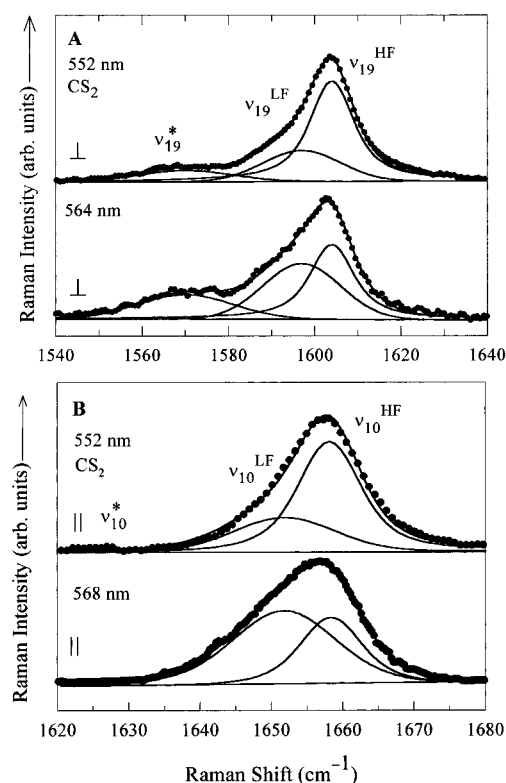 A
552 nm
CS₂
ν₁₉ᴴᶠ
ν₁₉ᴸᶠ
ν₁₉*
⊥
564 nm
⊥
Raman Intensity (arb. units)
1540 1560 1580 1600 1620 1640
B
552 nm
CS₂
ν₁₀ᴴᶠ
ν₁₀ᴸᶠ
|| ν₁₀*
568 nm
||
Raman Intensity (arb. units)
1620 1630 1640 1650 1660 1670 1680
Raman Shift (cm⁻¹)